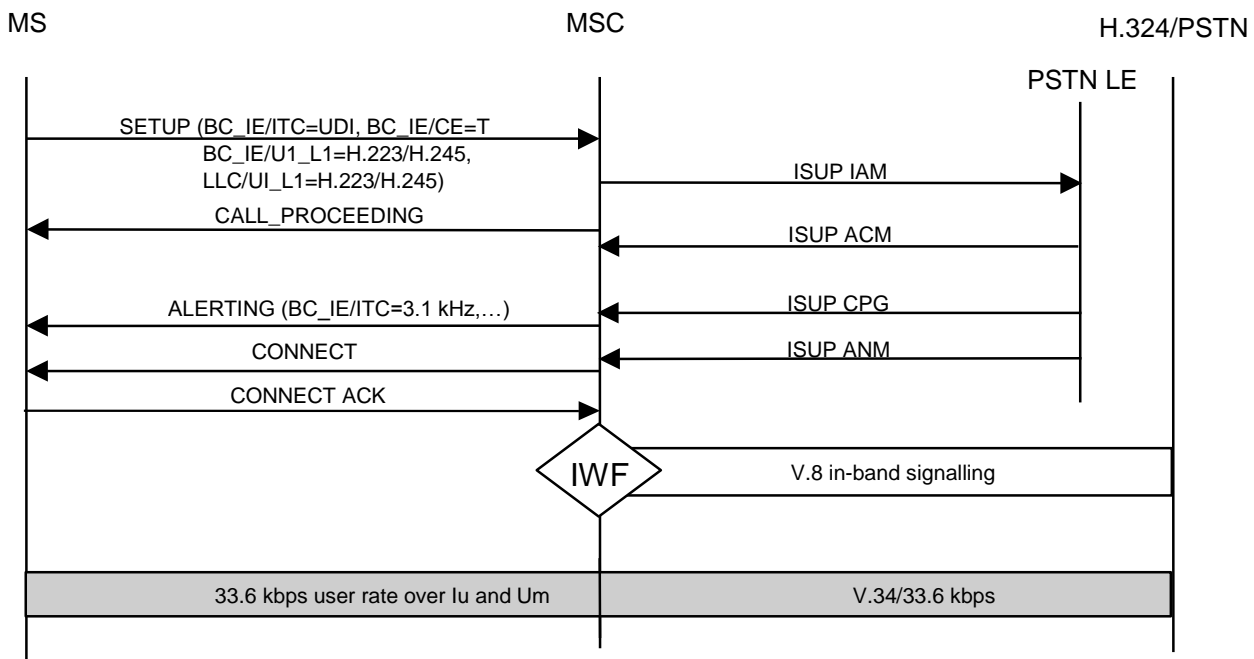 MS
MSC
H.324/PSTN
PSTN LE
SETUP (BC_IE/ITC=UDI, BC_IE/CE=T
BC_IE/U1_L1=H.223/H.245,
LLC/UI_L1=H.223/H.245)
ISUP IAM
CALL_PROCEEDING
ISUP ACM
ALERTING (BC_IE/ITC=3.1 kHz,…)
ISUP CPG
CONNECT
ISUP ANM
CONNECT ACK
IWF
V.8 in-band signalling
33.6 kbps user rate over Iu and Um
V.34/33.6 kbps